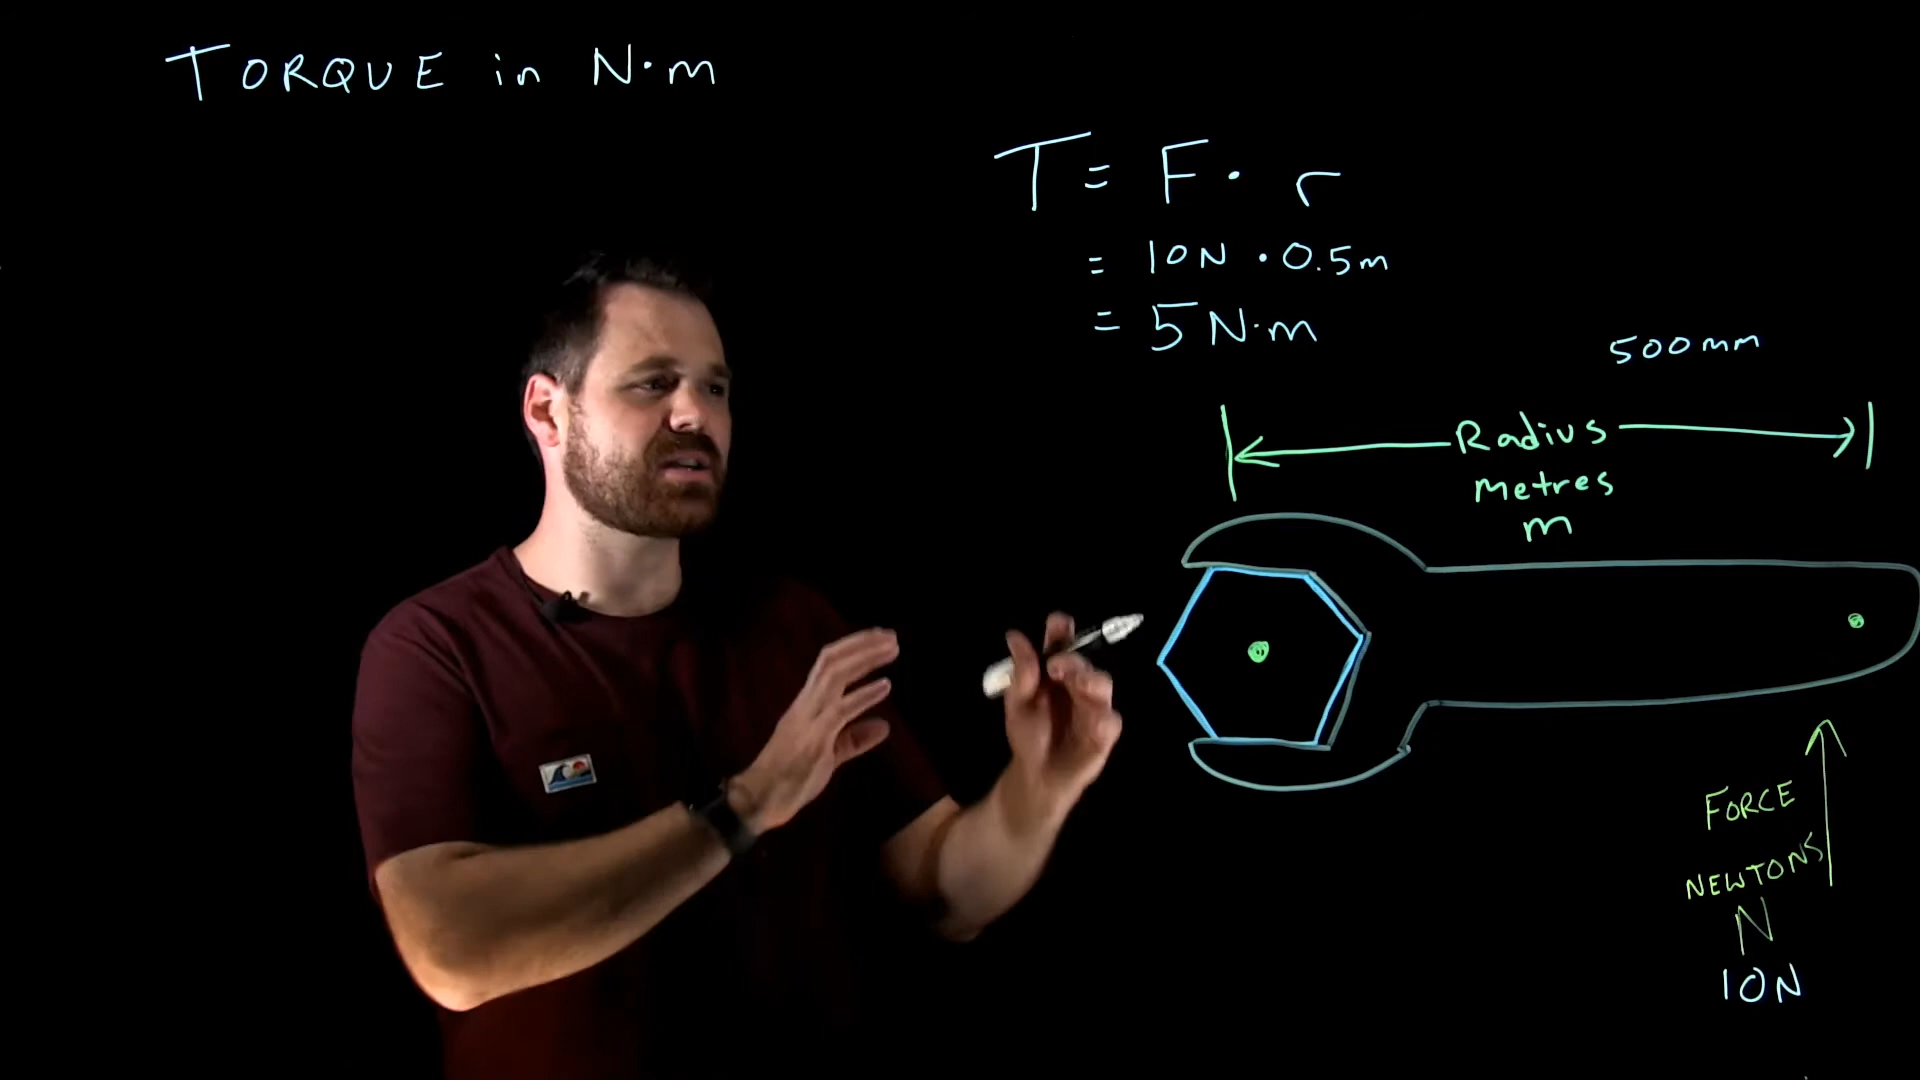 TORQUE in N·m
T = F · r
= 10N · 0.5m
= 5 N·m
500mm
Radius
metres
m
FORCE
NEWTONS
N
10N